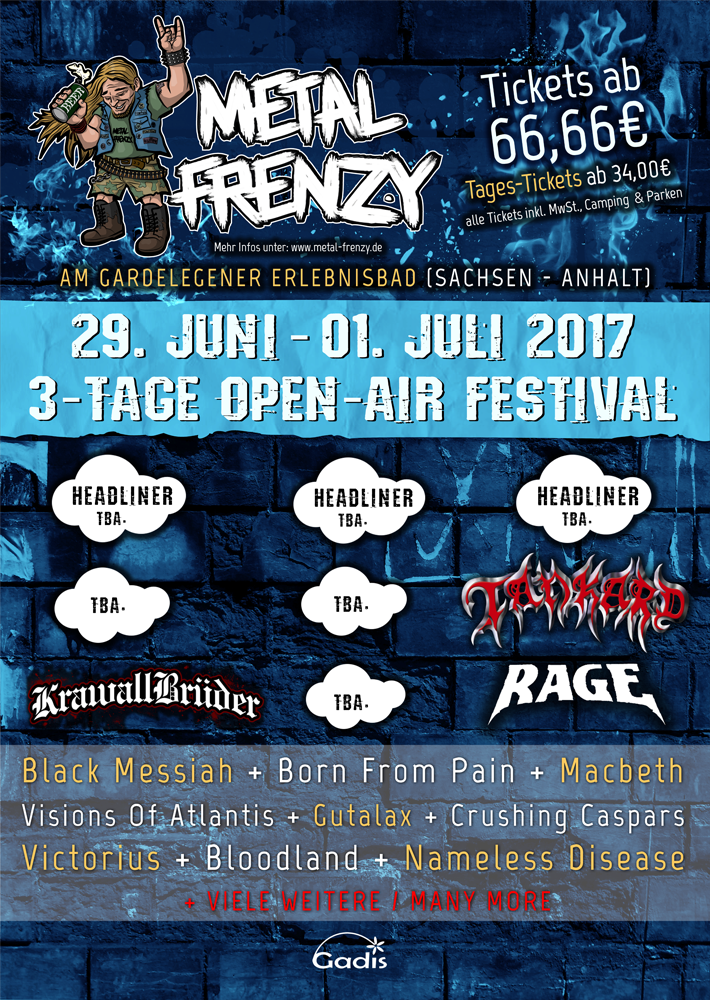 BEER
METAL
FRENZY
METAL
FRENZY
Mehr Infos unter: www.metal-frenzy.de
Tickets ab
66,66€
Tages-Tickets ab 34,00€
alle Tickets inkl. MwSt., Camping & Parken
AM GARDELEGENER ERLEBNISBAD (SACHSEN - ANHALT)
29. JUNI - 01. JULI 2017
3-TAGE OPEN-AIR FESTIVAL
HEADLINER
TBA.
HEADLINER
TBA.
HEADLINER
TBA.
TBA.
TBA.
TANKARD
KrawallBrüder
TBA.
RAGE
Black Messiah + Born From Pain + Macbeth
Visions Of Atlantis + Gutalax + Crushing Caspars
Victorius + Bloodland + Nameless Disease
+ VIELE WEITERE / MANY MORE
Gadis